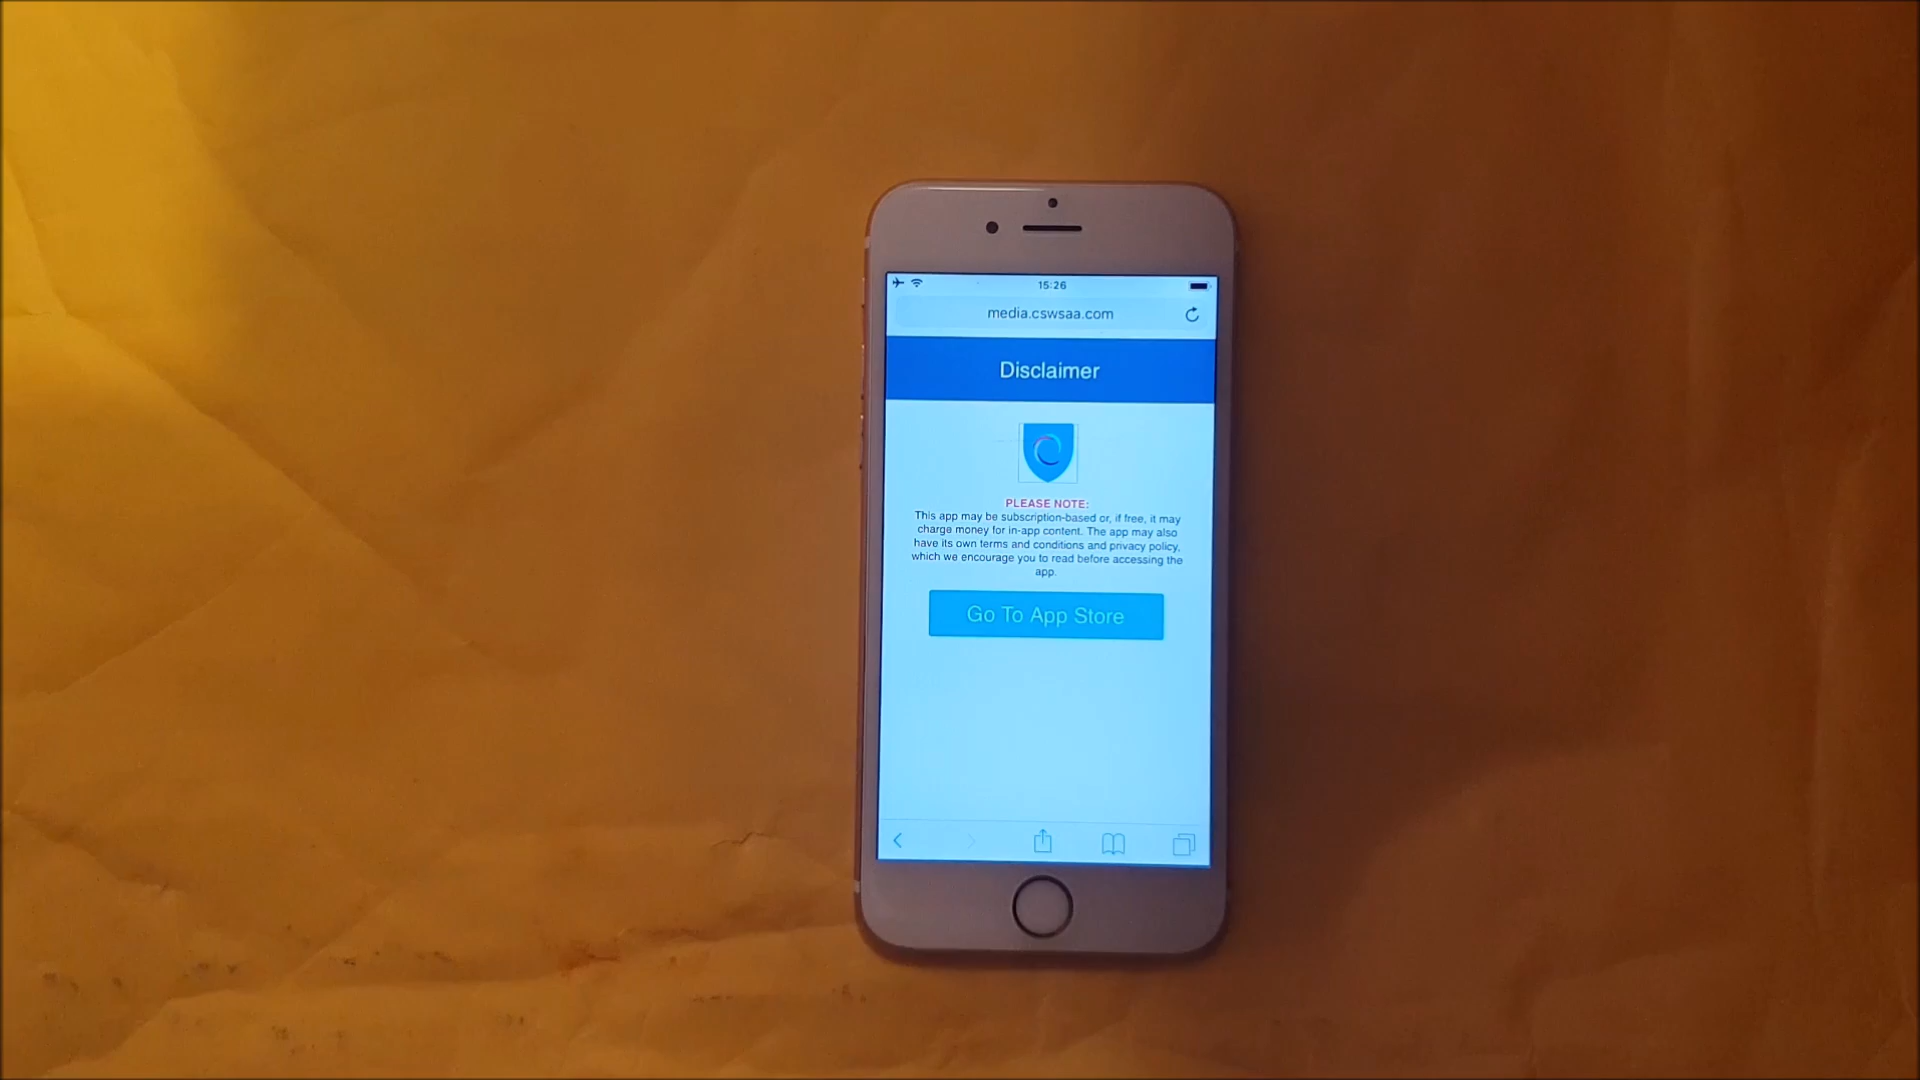 15:26
media.cswsaa.com
Disclaimer
PLEASE NOTE:
This app may be subscription-based or, if free, it may
charge money for in-app content. The app may also
have its own terms and conditions and privacy policy,
which we encourage you to read before accessing the
app.
Go To App Store